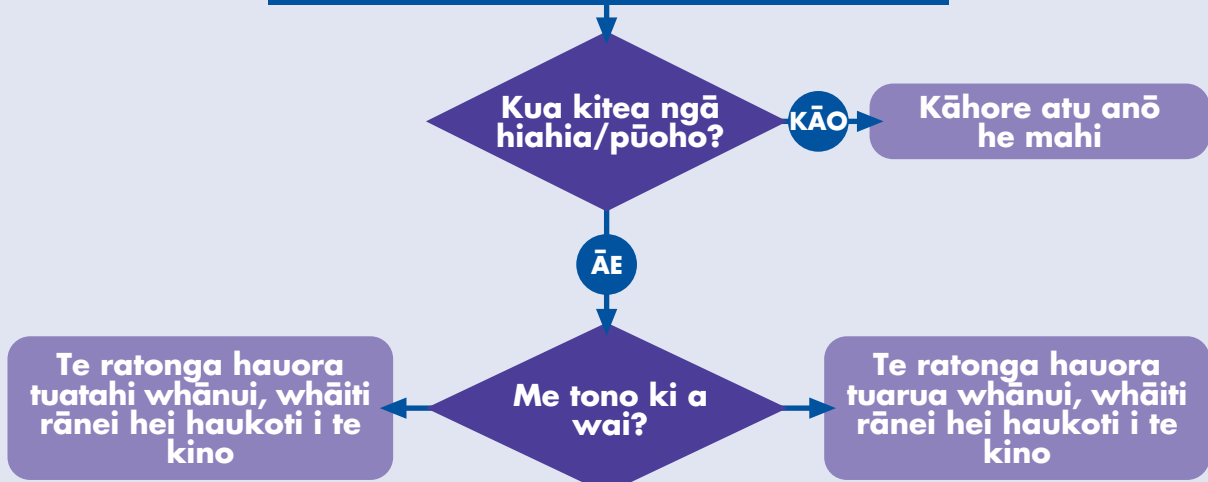 Kua kitea ngā
hiahia/pūoho?
KĀO
Kāhore atu anō
he mahi
ĀE
Te ratonga hauora
tuatahi whānui, whāiti
rānei hei haukoti i te
kino
Me tono ki a
wai?
Te ratonga hauora
tuarua whānui, whāiti
rānei hei haukoti i te
kino